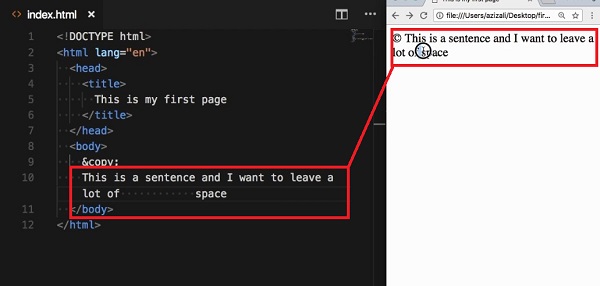 index.html
1 <!DOCTYPE html>
2 <html lang="en">
3 <head>
4 <title>
5 This is my first page
6 </title>
7 </head>
8 <body>
9 &copy;
10 This is a sentence and I want to leave a
lot of············space
11 </body>
12 </html>
This is my first page
file:///Users/azizali/Desktop/fir...
© This is a sentence and I want to leave a
lot of space